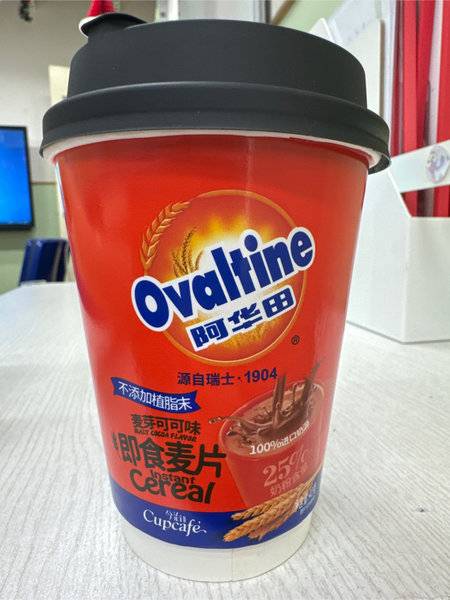 Ovaltine
阿华田
®
源自瑞士·1904
不添加植脂末
麦芽可可味
MALT COCOA FLAVOR
即食麦片
instant
cereal
100%进口奶粉
25%
Cupcafé